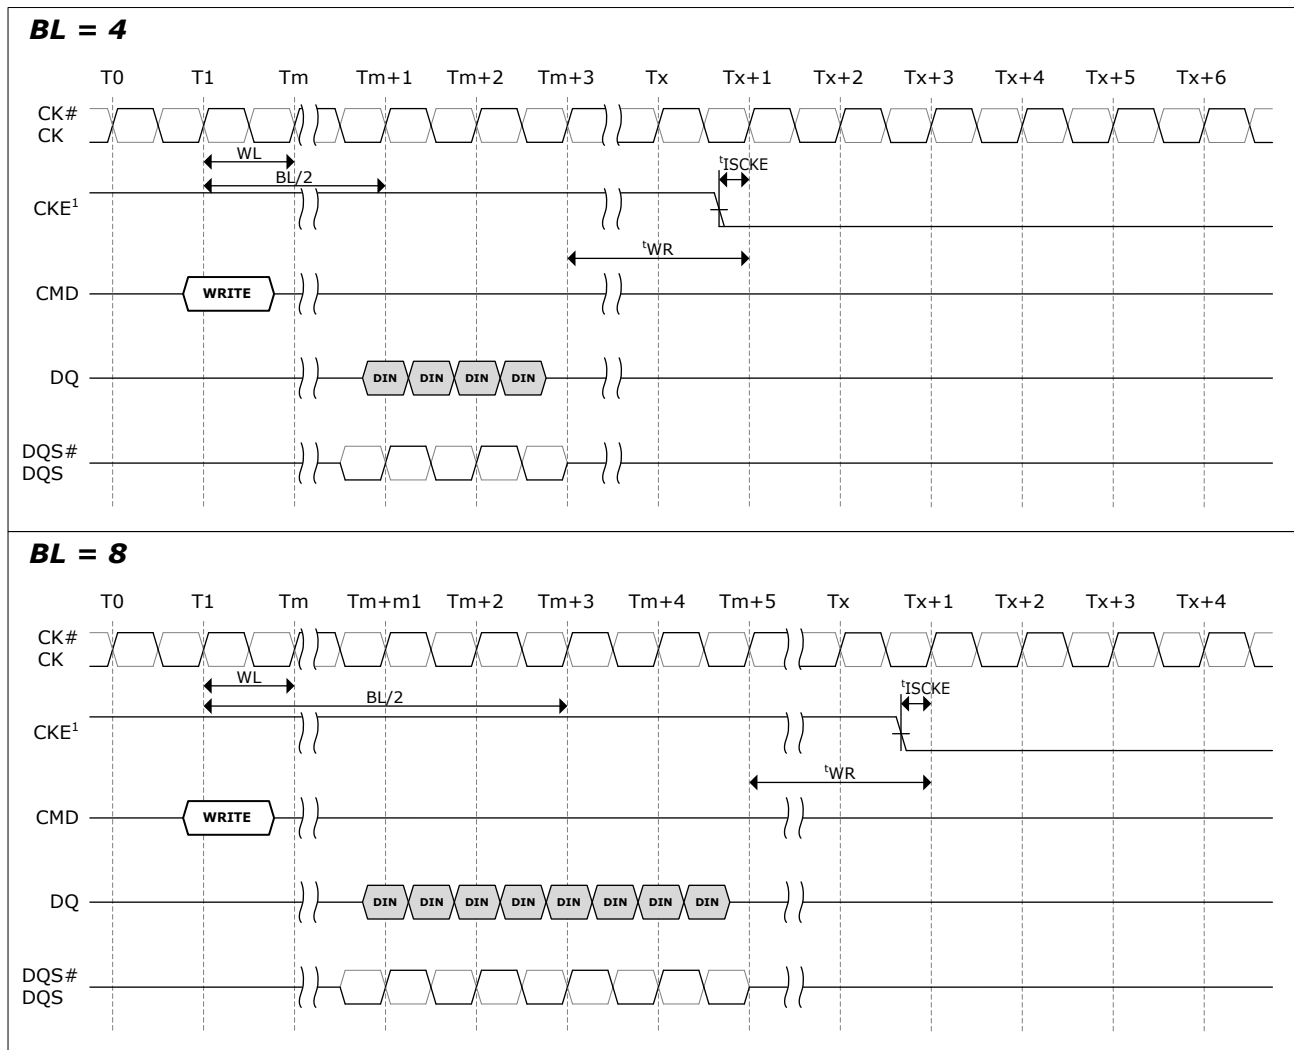 BL = 4
T0 T1 Tm Tm+1 Tm+2 Tm+3 Tx Tx+1 Tx+2 Tx+3 Tx+4 Tx+5 Tx+6
CK#
CK
WL
tISCKE
BL/2
CKE1
tWR
CMD WRITE
DQ DIN DIN DIN DIN
DQS#
DQS
BL = 8
T0 T1 Tm Tm+m1 Tm+2 Tm+3 Tm+4 Tm+5 Tx Tx+1 Tx+2 Tx+3 Tx+4
CK#
CK
WL
tISCKE
BL/2
CKE1
tWR
CMD WRITE
DQ DIN DIN DIN DIN DIN DIN DIN DIN
DQS#
DQS